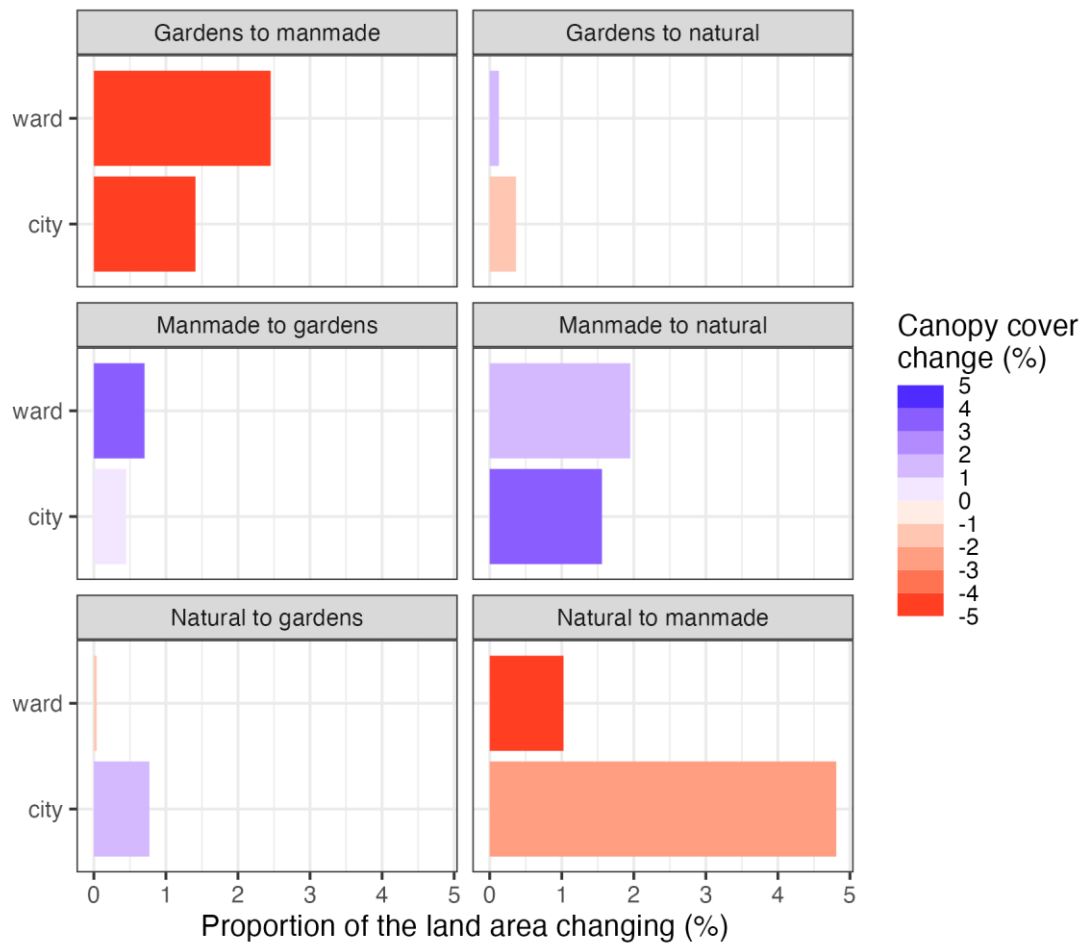 Gardens to manmade
Gardens to natural
ward
city
Manmade to gardens
Manmade to natural
ward
city
Natural to gardens
Natural to manmade
ward
city
0 1 2 3 4 5
0 1 2 3 4 5
Proportion of the land area changing (%)
Canopy cover
change (%)
5
4
3
2
1
0
-1
-2
-3
-4
-5